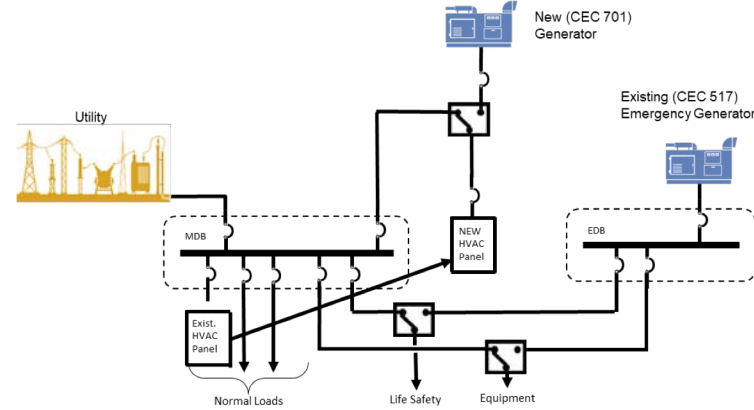 New (CEC 701)
Generator
Existing (CEC 517)
Emergency Generator
Utility
MDB
NEW
HVAC
Panel
EDB
Exist.
HVAC
Panel
Normal Loads
Life Safety
Equipment